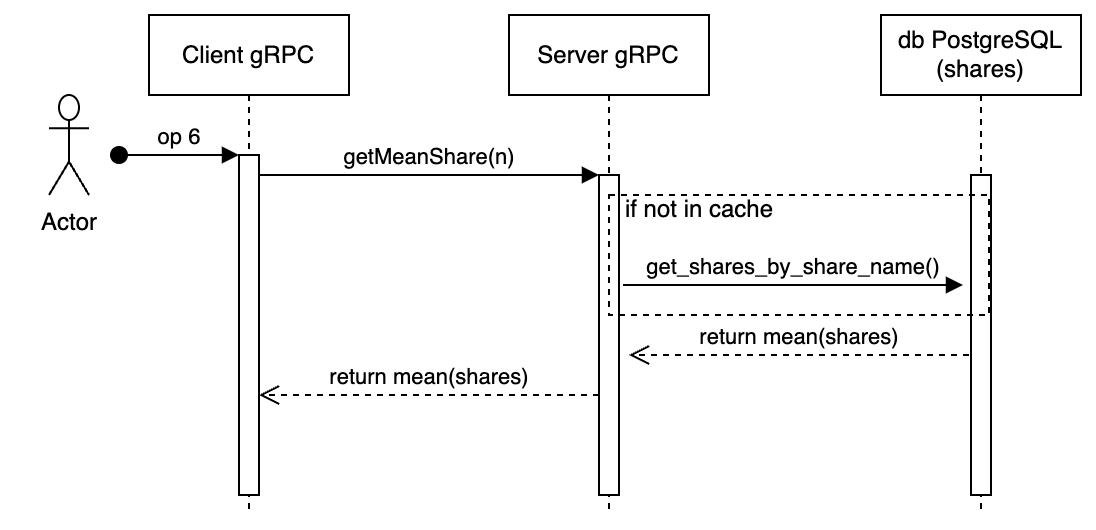 Client gRPC
Server gRPC
db PostgreSQL
(shares)
op 6
Actor
getMeanShare(n)
if not in cache
get_shares_by_share_name()
return mean(shares)
return mean(shares)